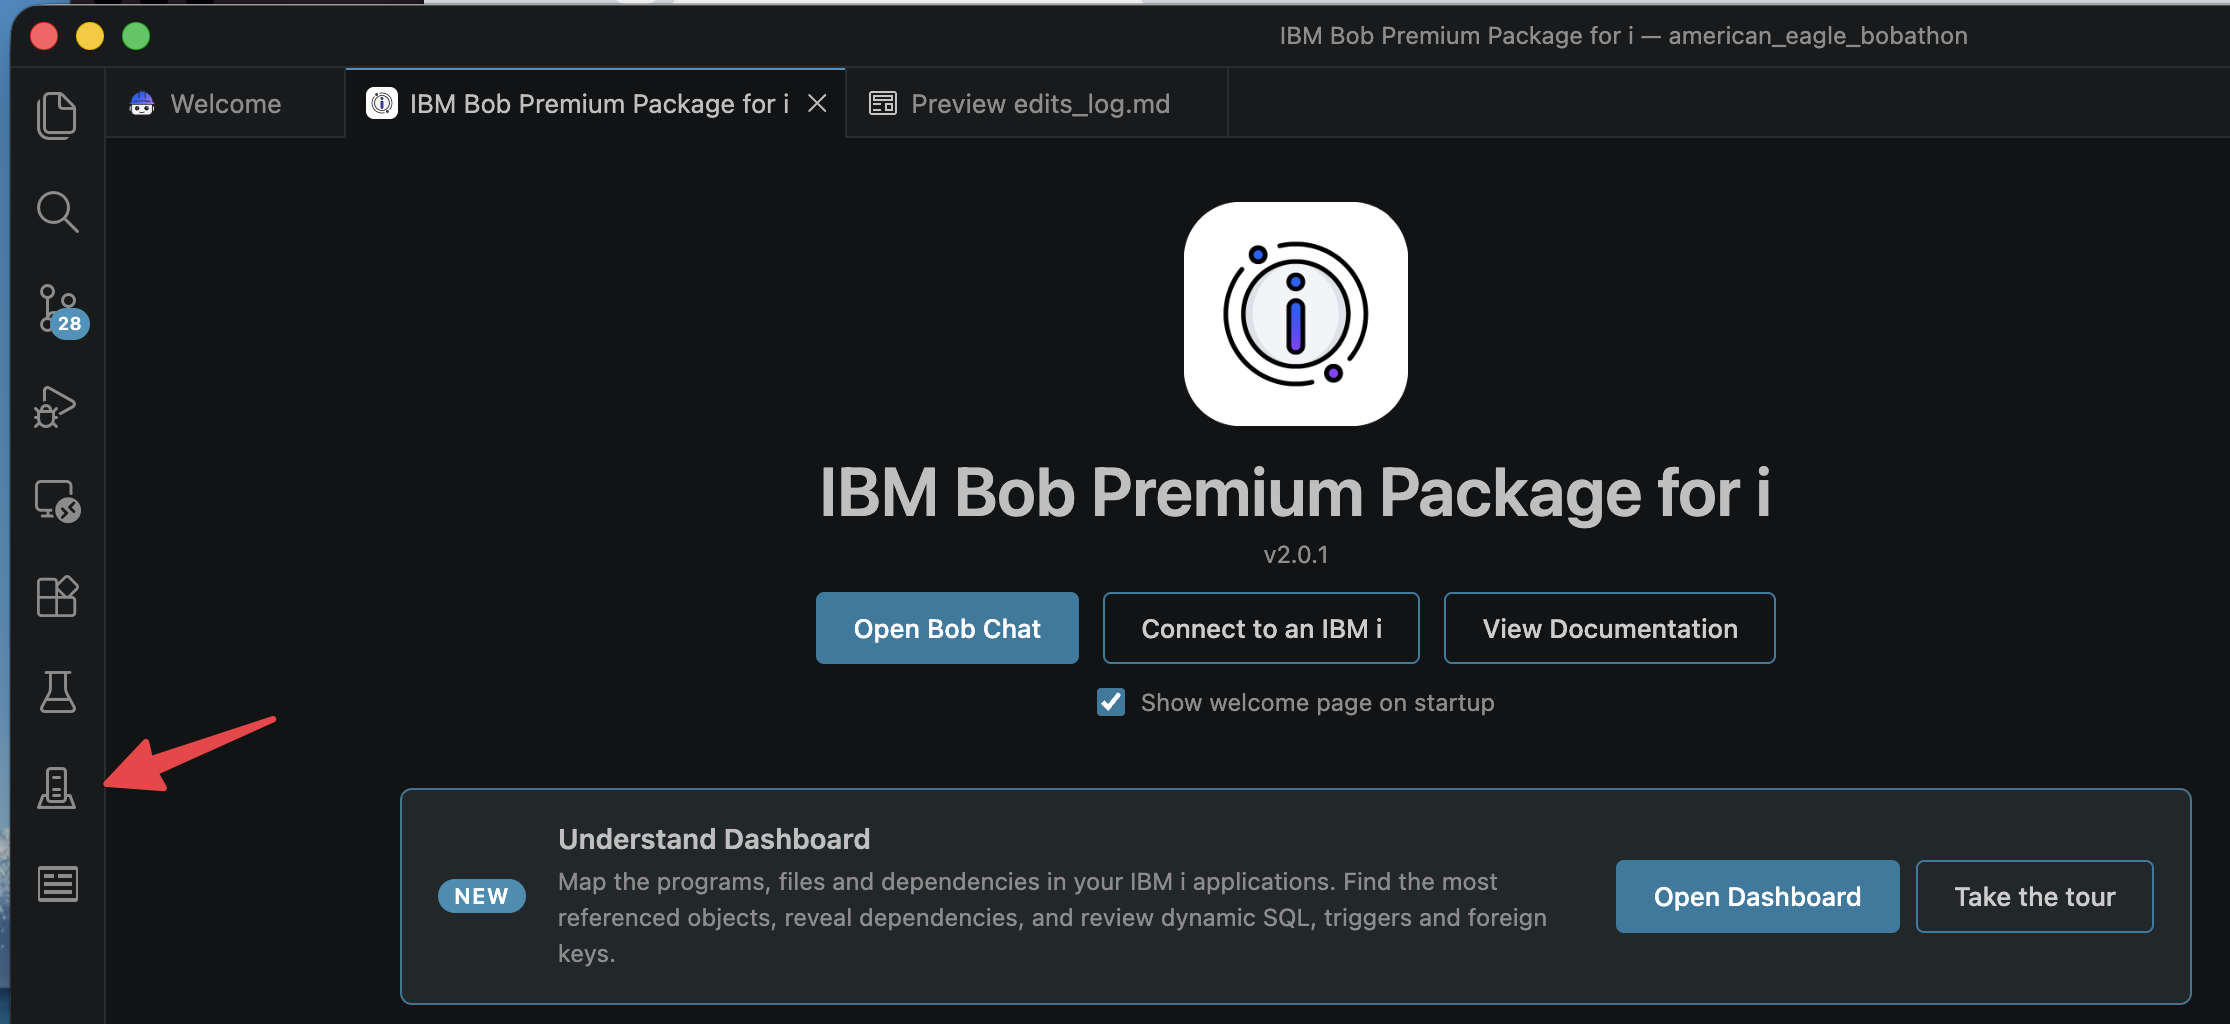 IBM Bob Premium Package for i — american_eagle_bobathon
Welcome
IBM Bob Premium Package for i
Preview edits_log.md
28
i
IBM Bob Premium Package for i
v2.0.1
Open Bob Chat
Connect to an IBM i
View Documentation
Show welcome page on startup
NEW
Understand Dashboard
Map the programs, files and dependencies in your IBM i applications. Find the most
referenced objects, reveal dependencies, and review dynamic SQL, triggers and foreign
keys.
Open Dashboard
Take the tour